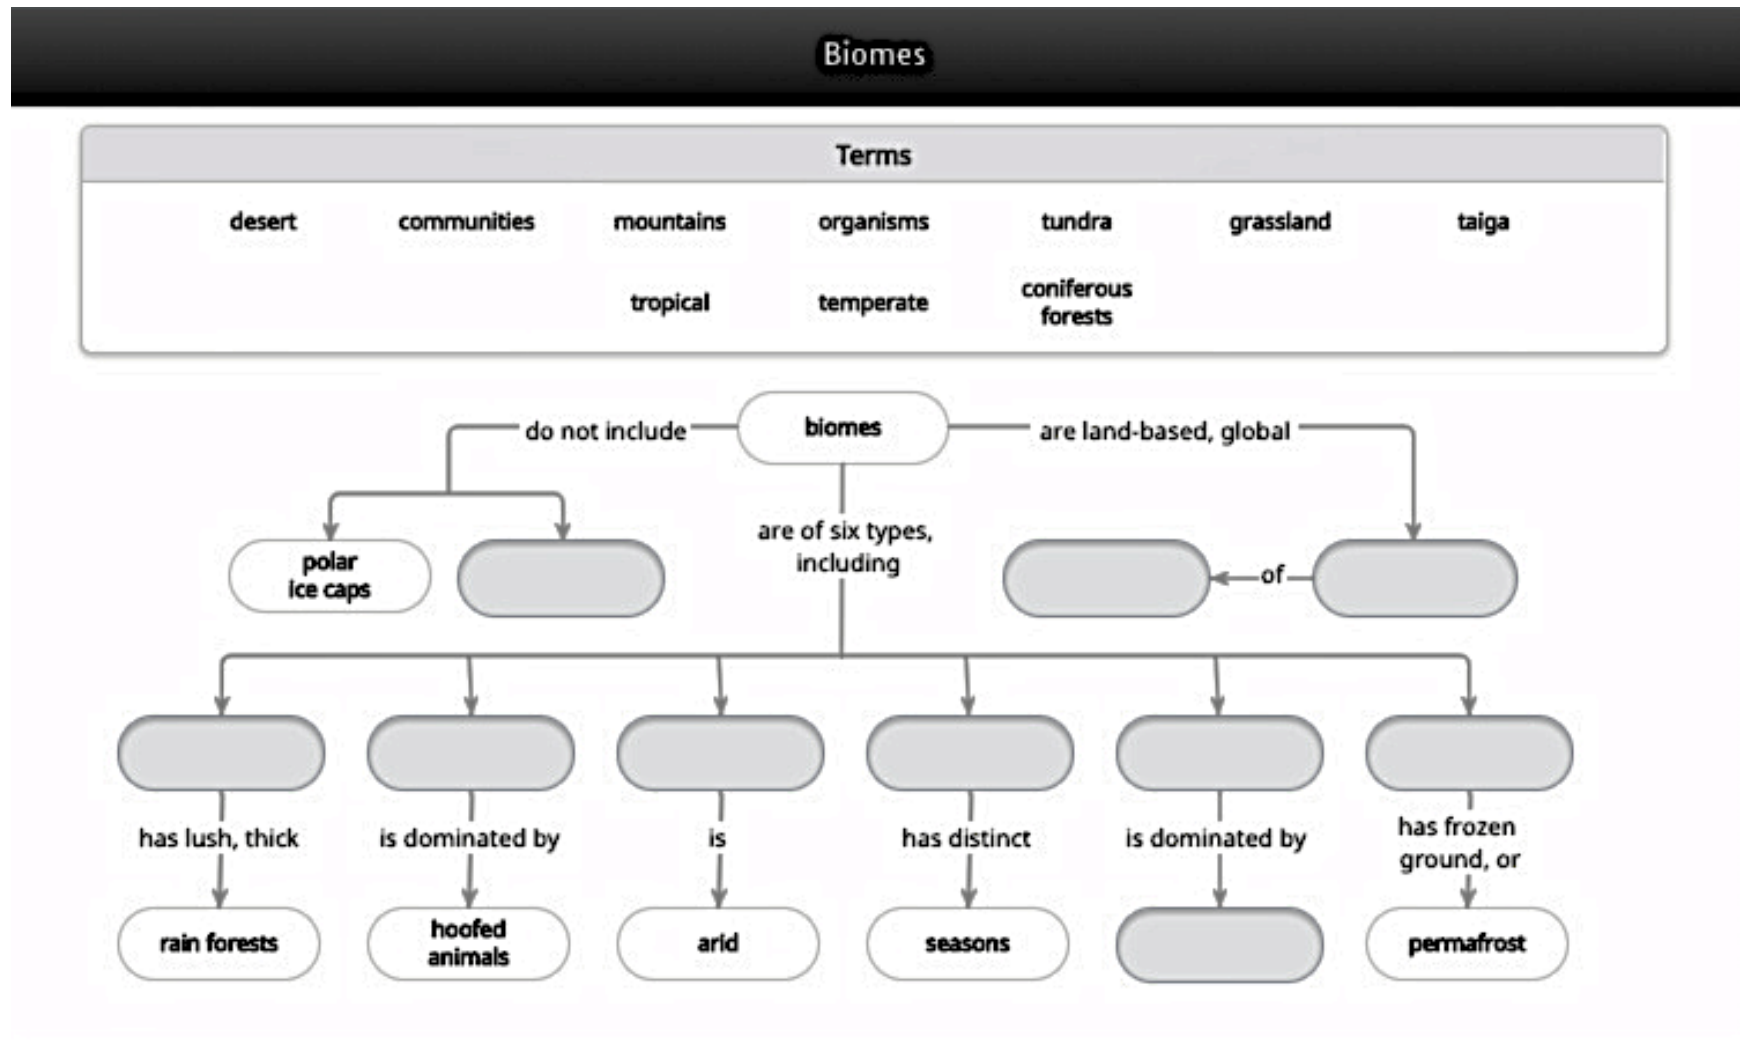 Biomes
Terms
desert communities mountains organisms tundra grassland taiga
tropical temperate coniferous
forests
do not include
biomes
are land-based, global
are of six types,
including
polar
ice caps
of
has lush, thick
is dominated by
is
has distinct
is dominated by
has frozen
ground, or
rain forests
hoofed
animals
arid
seasons
permafrost